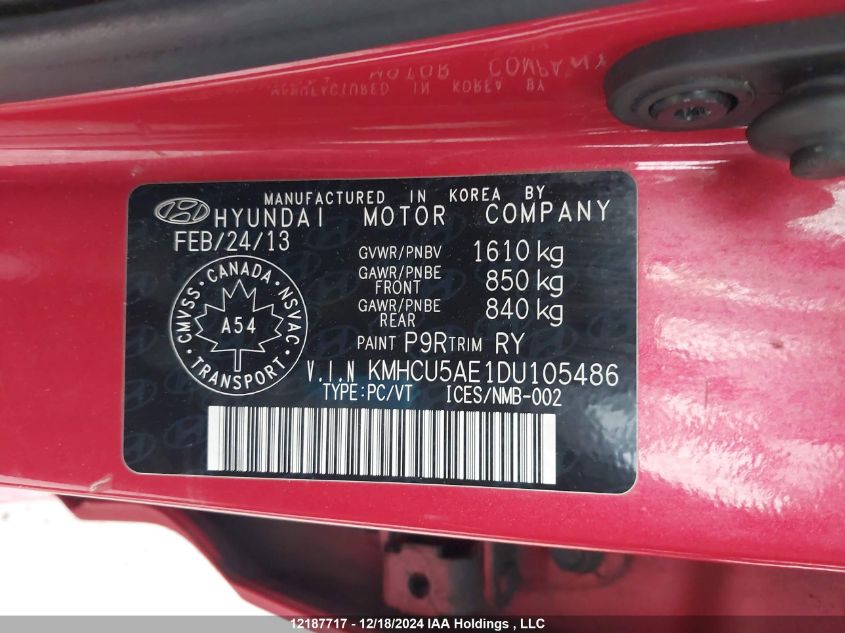 MANUFACTURED IN KOREA BY
HYUNDAI MOTOR COMPANY
FEB/24/13
GVWR/PNBV 1610 kg
GAWR/PNBE FRONT 850 kg
GAWR/PNBE REAR 840 kg
CANADA
CMVSS NSVAC
A54
TRANSPORT
PAINT P9R TRIM RY
V.I.N KMHCU5AE1DU105486
TYPE:PC/VT ICES/NMB-002
12187717 - 12/18/2024 IAA Holdings , LLC